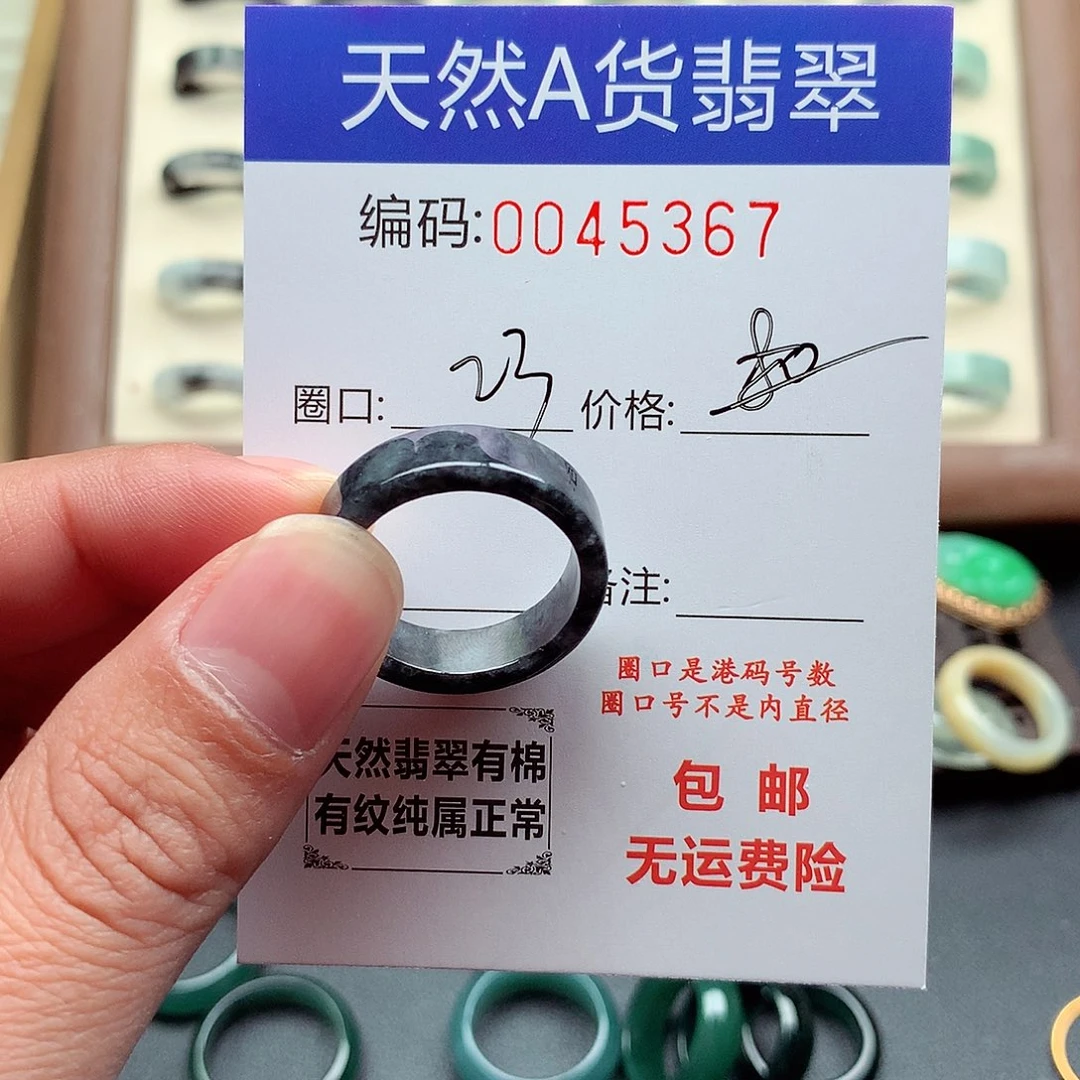 天然A货翡翠
编码:0045367
圈口: 价格:
备注:
圈口是港码号数
圈口号不是内直径
天然翡翠有棉
有纹纯属正常
包邮
无运费险